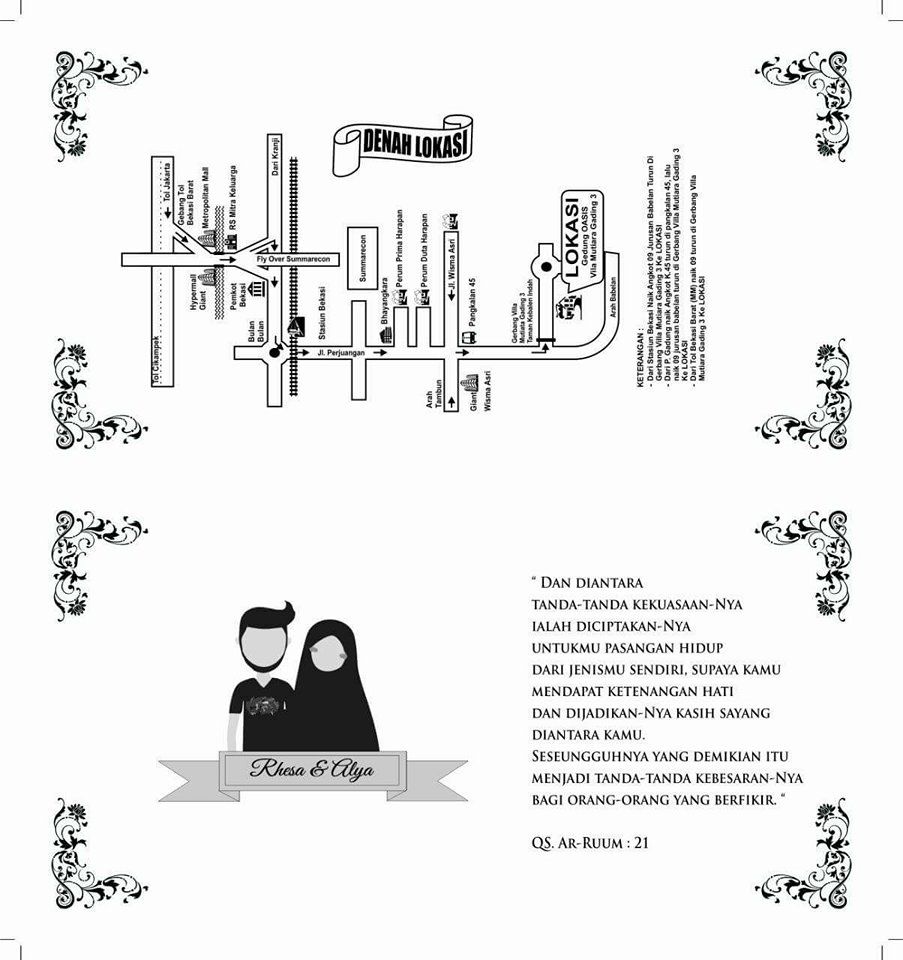 DENAH LOKASI
Tol Cikampek
Tol Jakarta
Gebang Tol
Bekasi Barat
Metropolitan Mall
RS Mitra Keluarga
Dari Kranji
Hypermall
Giant
Pemkot
Bekasi
Fly Over Summarecon
Bulan
Bulan
Stasiun Bekasi
Summarecon
Jl. Perjuangan
Bhayangkara
Perum Prima Harapan
Perum Duta Harapan
Jl. Wisma Asri
Arah
Tambun
Pangkalan 45
Giant
Wisma Asri
Gerbang Villa
Mutiata Gading 3
Taman Kebalen Indah
LOKASI
Gedung OASIS
Vila Mutiara Gading 3
Arah Babelan
KETERANGAN :
- Dari Stasiun Bekasi Naik Angkot 09 Jurusan Babelan Turun Di
Gerbang Villa Mutiara Gading 3 Ke LOKASI
- Dari P. Gadung naik Angkot K.45 turun di pangkalan 45, lalu
naik 09 jurusan babelan turun di Gerbang Villa Mutiara Gading 3
Ke LOKASI
- Dari Tol Bekasi Barat (MM) naik 09 turun di Gerbang Villa
Mutiara Gading 3 Ke LOKASI
Rhesa & Alya
“ Dan diantara
tanda-tanda kekuasaan-Nya
ialah diciptakan-Nya
untukmu pasangan hidup
dari jenismu sendiri, supaya kamu
mendapat ketenangan hati
dan dijadikan-Nya kasih sayang
diantara kamu.
Seseungguhnya yang demikian itu
menjadi tanda-tanda kebesaran-Nya
bagi orang-orang yang berfikir. “
QS. Ar-Ruum : 21